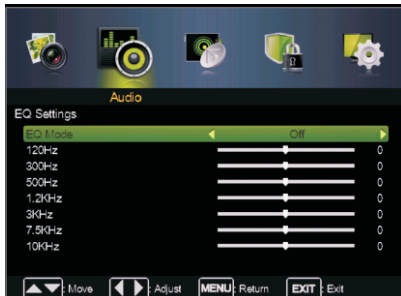 Audio
EQ Settings
EQ Mode Off
120Hz 0
300Hz 0
500Hz 0
1.2KHz 0
3KHz 0
7.5KHz 0
10KHz 0
: Move : Adjust MENU : Return EXIT : Exit